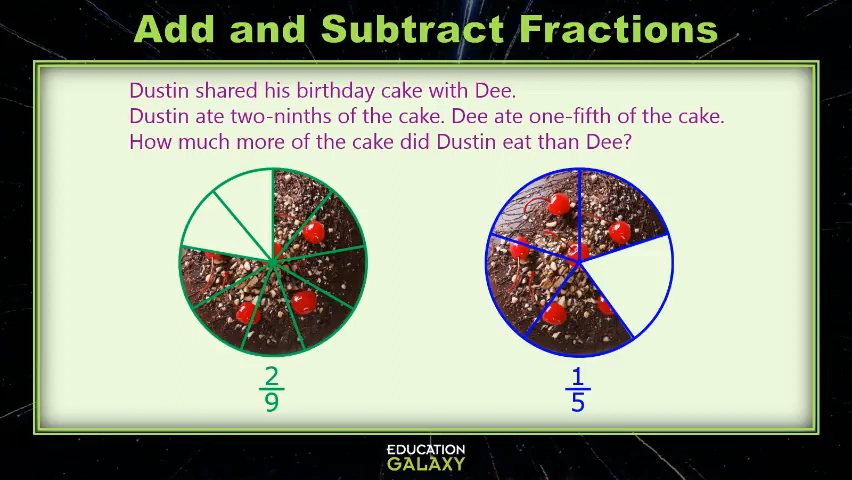 Add and Subtract Fractions
Dustin shared his birthday cake with Dee.
Dustin ate two-ninths of the cake. Dee ate one-fifth of the cake.
How much more of the cake did Dustin eat than Dee?
2
9
1
5
EDUCATION
GALAXY